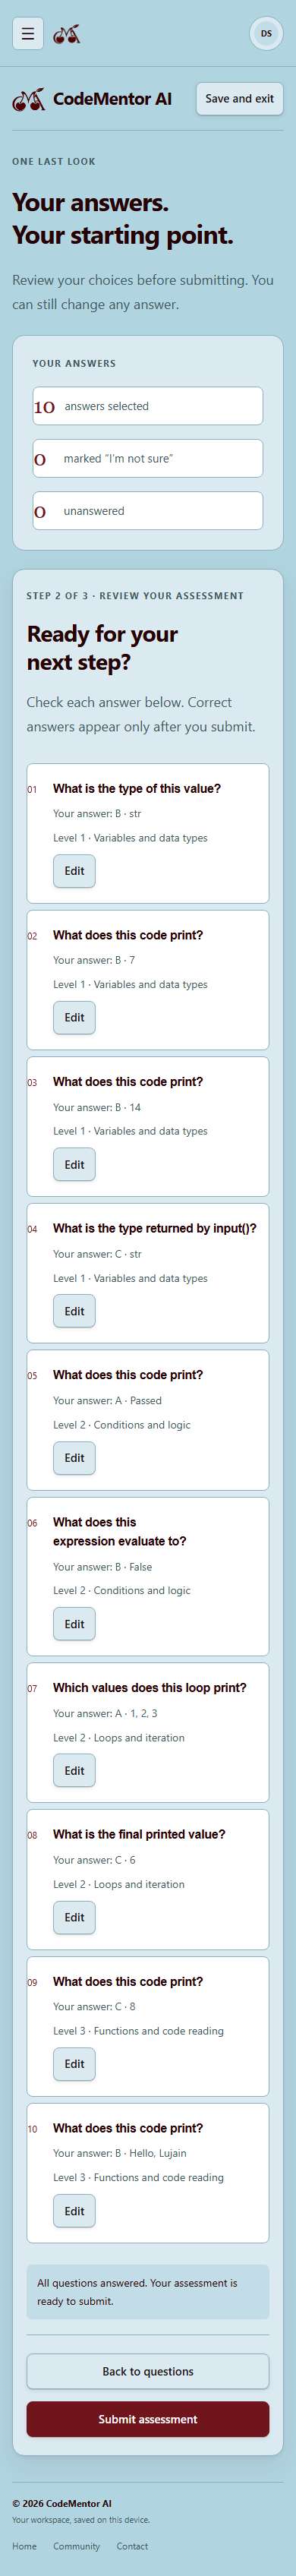 DS
CodeMentor AI
Save and exit
ONE LAST LOOK
Your answers.
Your starting point.
Review your choices before submitting. You
can still change any answer.
YOUR ANSWERS
10 answers selected
0 marked "I'm not sure"
0 unanswered
STEP 2 OF 3 · REVIEW YOUR ASSESSMENT
Ready for your
next step?
Check each answer below. Correct
answers appear only after you submit.
01 What is the type of this value?
Your answer: B · str
Level 1 · Variables and data types
Edit
02 What does this code print?
Your answer: B · 7
Level 1 · Variables and data types
Edit
03 What does this code print?
Your answer: B · 14
Level 1 · Variables and data types
Edit
04 What is the type returned by input()?
Your answer: C · str
Level 1 · Variables and data types
Edit
05 What does this code print?
Your answer: A · Passed
Level 2 · Conditions and logic
Edit
06 What does this
expression evaluate to?
Your answer: B · False
Level 2 · Conditions and logic
Edit
07 Which values does this loop print?
Your answer: A · 1, 2, 3
Level 2 · Loops and iteration
Edit
08 What is the final printed value?
Your answer: C · 6
Level 2 · Loops and iteration
Edit
09 What does this code print?
Your answer: C · 8
Level 3 · Functions and code reading
Edit
10 What does this code print?
Your answer: B · Hello, Lujain
Level 3 · Functions and code reading
Edit
All questions answered. Your assessment is
ready to submit.
Back to questions
Submit assessment
© 2026 CodeMentor AI
Your workspace, saved on this device.
Home Community Contact